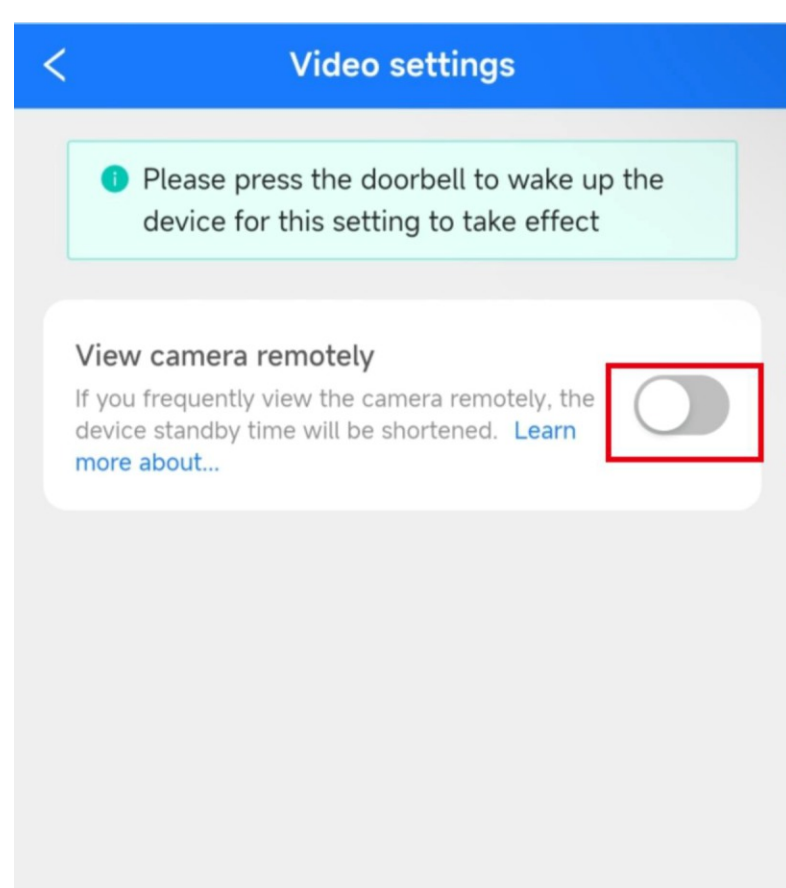 Video settings
Please press the doorbell to wake up the
device for this setting to take effect
View camera remotely
If you frequently view the camera remotely, the
device standby time will be shortened. Learn
more about...